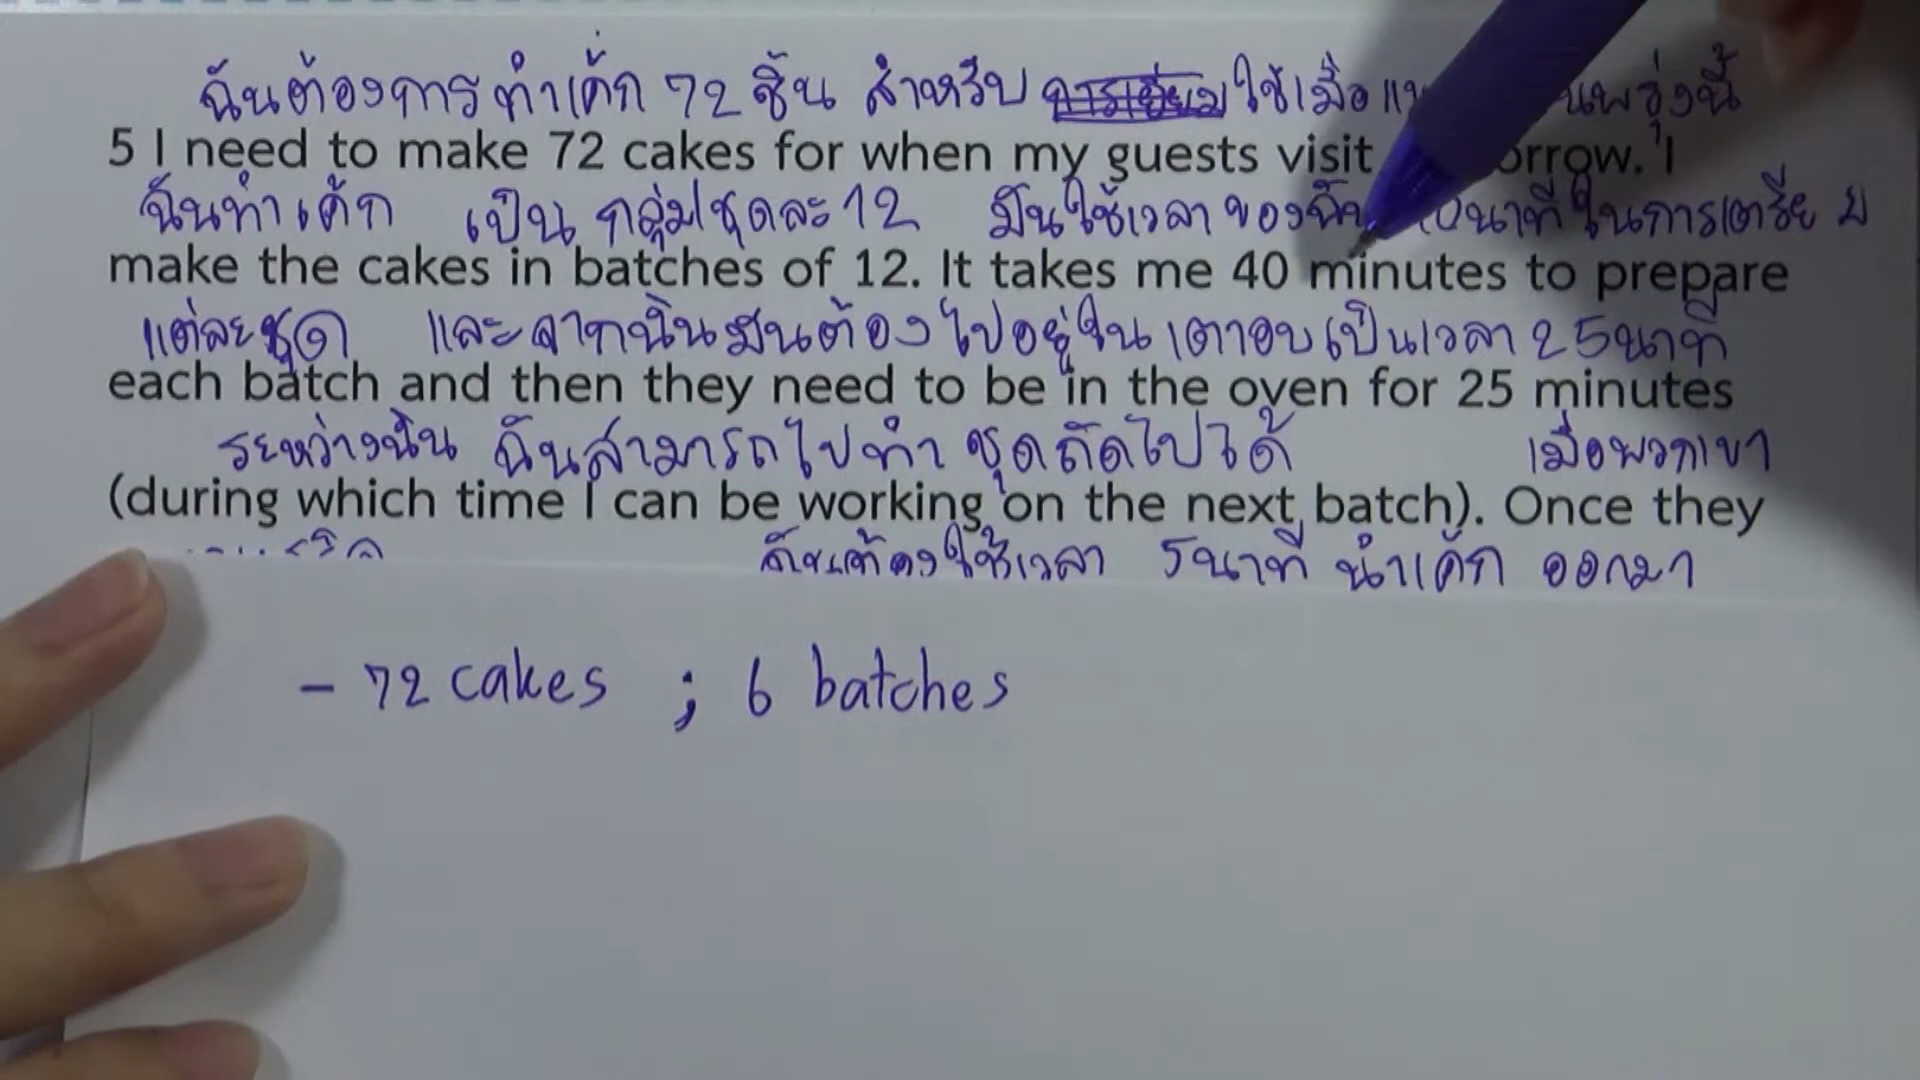 ฉันต้องการทำเค้ก 72 ชิ้น สำหรับ ใช้เมื่อ พรุ่งนี้
5 I need to make 72 cakes for when my guests visit orrow. I
ฉันทำเค้ก เป็น กลุ่ม/ชุดละ 12 มันใช้เวลาของฉัน นาทีในการเตรียม
make the cakes in batches of 12. It takes me 40 minutes to prepare
แต่ละชุด และจากนั้นมันต้องไปอยู่ในเตาอบเป็นเวลา 25 นาที
each batch and then they need to be in the oven for 25 minutes
ระหว่างนั้น ฉันสามารถไปทำ ชุดถัดไปได้ เมื่อพวกเขา
(during which time I can be working on the next batch). Once they
ฉันต้องใช้เวลา 5 นาที นำเค้ก ออกมา
- 72 cakes ; 6 batches